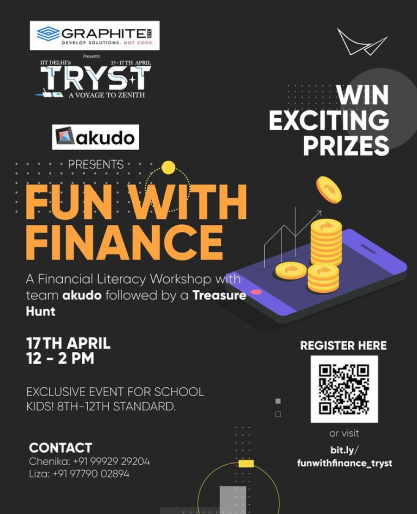 GRAPHITE
DEVELOP SOLUTIONS. NOT CODE.
Presents
IIT DELHI's
17-17TH APRIL
TRYST
A VOYAGE TO ZENITH
WIN
EXCITING
PRIZES
akudo
PRESENTS
FUN WITH
FINANCE
A Financial Literacy Workshop with
team akudo followed by a Treasure
Hunt
17TH APRIL
12 - 2 PM
REGISTER HERE
EXCLUSIVE EVENT FOR SCHOOL
KIDS! 8TH-12TH STANDARD.
or visit
bit.ly/
funwithfinance_tryst
CONTACT
Chenika: +91 99929 29204
Liza: +91 97790 02894